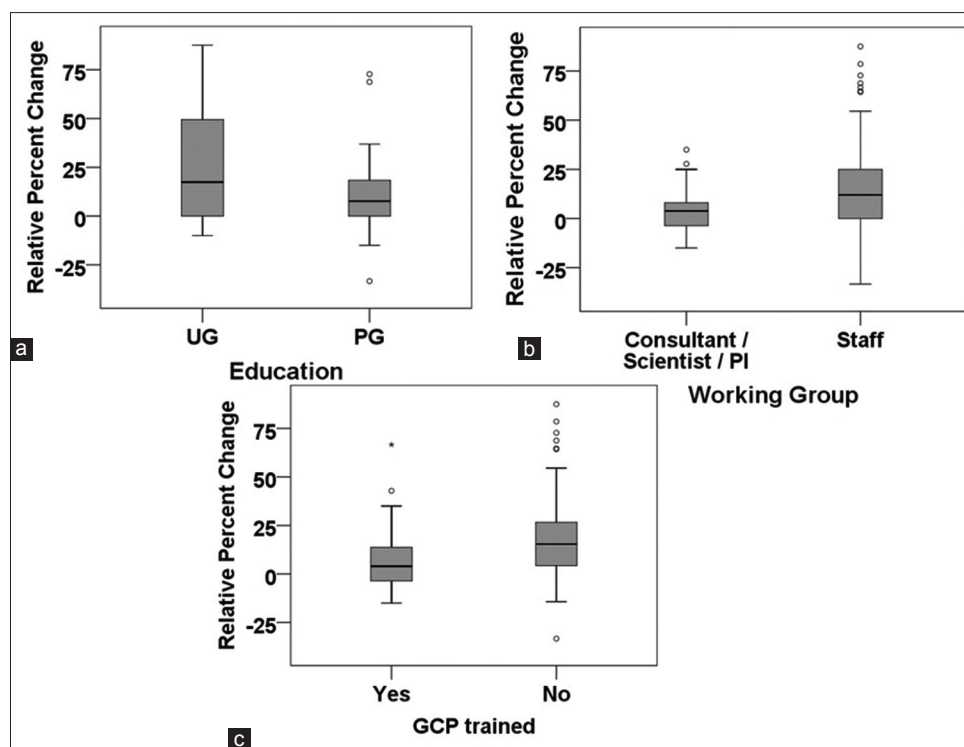 Relative Percent Change
75
50
25
0
-25
UG
PG
Education
a
Relative Percent Change
75
50
25
0
-25
Consultant /
Scientist / PI
Staff
Working Group
b
Relative Percent Change
75
50
25
0
-25
Yes
No
GCP trained
c